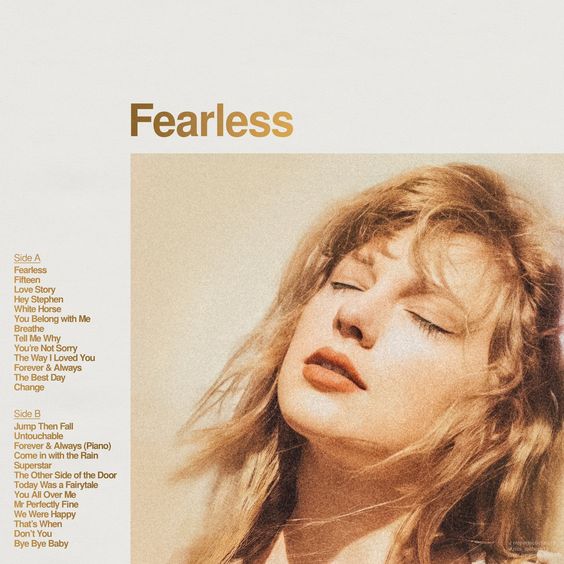 Fearless
Side A
Fearless
Fifteen
Love Story
Hey Stephen
White Horse
You Belong with Me
Breathe
Tell Me Why
You're Not Sorry
The Way I Loved You
Forever & Always
The Best Day
Change
Side B
Jump Then Fall
Untouchable
Forever & Always (Piano)
Come in with the Rain
Superstar
The Other Side of the Door
Today Was a Fairytale
You All Over Me
Mr Perfectly Fine
We Were Happy
That's When
Don't You
Bye Bye Baby